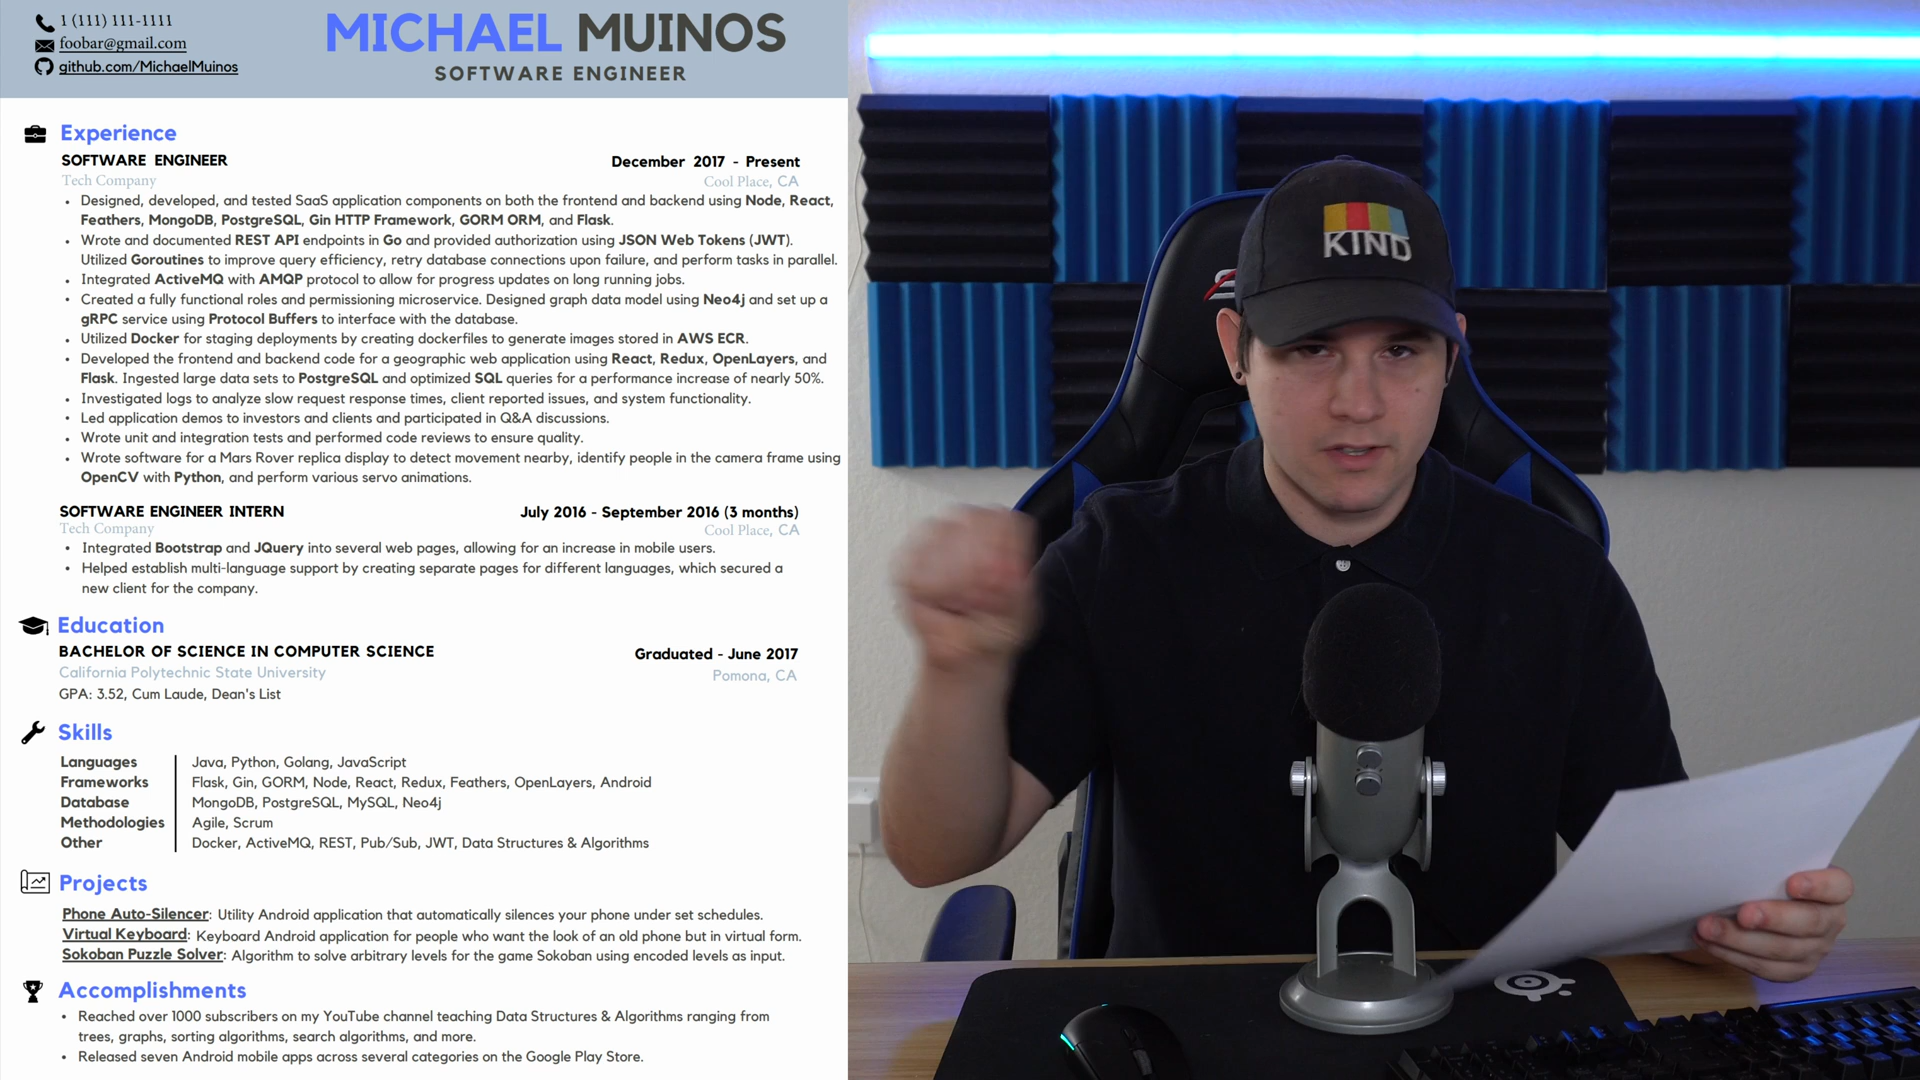 1 (111) 111-1111
foobar@gmail.com
github.com/MichaelMuinos
MICHAEL MUINOS
SOFTWARE ENGINEER
Experience
SOFTWARE ENGINEER December 2017 - Present
Tech Company Cool Place, CA
• Designed, developed, and tested SaaS application components on both the frontend and backend using Node, React,
Feathers, MongoDB, PostgreSQL, Gin HTTP Framework, GORM ORM, and Flask.
• Wrote and documented REST API endpoints in Go and provided authorization using JSON Web Tokens (JWT).
Utilized Goroutines to improve query efficiency, retry database connections upon failure, and perform tasks in parallel.
• Integrated ActiveMQ with AMQP protocol to allow for progress updates on long running jobs.
• Created a fully functional roles and permissioning microservice. Designed graph data model using Neo4j and set up a
gRPC service using Protocol Buffers to interface with the database.
• Utilized Docker for staging deployments by creating dockerfiles to generate images stored in AWS ECR.
• Developed the frontend and backend code for a geographic web application using React, Redux, OpenLayers, and
Flask. Ingested large data sets to PostgreSQL and optimized SQL queries for a performance increase of nearly 50%.
• Investigated logs to analyze slow request response times, client reported issues, and system functionality.
• Led application demos to investors and clients and participated in Q&A discussions.
• Wrote unit and integration tests and performed code reviews to ensure quality.
• Wrote software for a Mars Rover replica display to detect movement nearby, identify people in the camera frame using
OpenCV with Python, and perform various servo animations.
SOFTWARE ENGINEER INTERN July 2016 - September 2016 (3 months)
Tech Company Cool Place, CA
• Integrated Bootstrap and JQuery into several web pages, allowing for an increase in mobile users.
• Helped establish multi-language support by creating separate pages for different languages, which secured a
new client for the company.
Education
BACHELOR OF SCIENCE IN COMPUTER SCIENCE Graduated - June 2017
California Polytechnic State University Pomona, CA
GPA: 3.52, Cum Laude, Dean's List
Skills
Languages Java, Python, Golang, JavaScript
Frameworks Flask, Gin, GORM, Node, React, Redux, Feathers, OpenLayers, Android
Database MongoDB, PostgreSQL, MySQL, Neo4j
Methodologies Agile, Scrum
Other Docker, ActiveMQ, REST, Pub/Sub, JWT, Data Structures & Algorithms
Projects
Phone Auto-Silencer: Utility Android application that automatically silences your phone under set schedules.
Virtual Keyboard: Keyboard Android application for people who want the look of an old phone but in virtual form.
Sokoban Puzzle Solver: Algorithm to solve arbitrary levels for the game Sokoban using encoded levels as input.
Accomplishments
• Reached over 1000 subscribers on my YouTube channel teaching Data Structures & Algorithms ranging from
trees, graphs, sorting algorithms, search algorithms, and more.
• Released seven Android mobile apps across several categories on the Google Play Store.
KIND